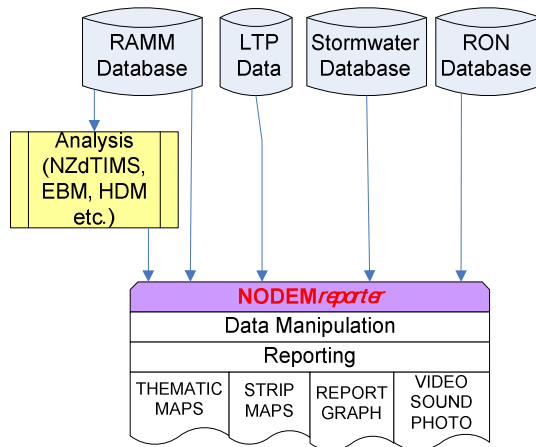 RAMM
Database
LTP
Data
Stormwater
Database
RON
Database
Analysis
(NZdTIMS,
EBM, HDM
etc.)
NODEMreporter
Data Manipulation
Reporting
THEMATIC
MAPS
STRIP
MAPS
REPORT
GRAPH
VIDEO
SOUND
PHOTO